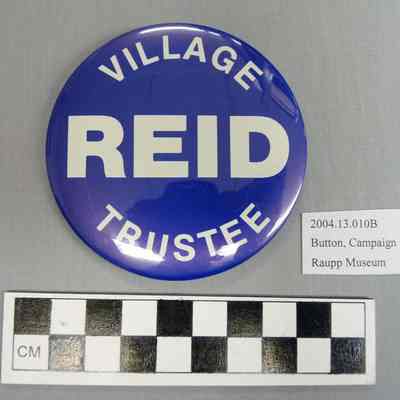 VILLAGE
REID
TRUSTEE
2004.13.010B
Button, Campaign
Raupp Museum
CM